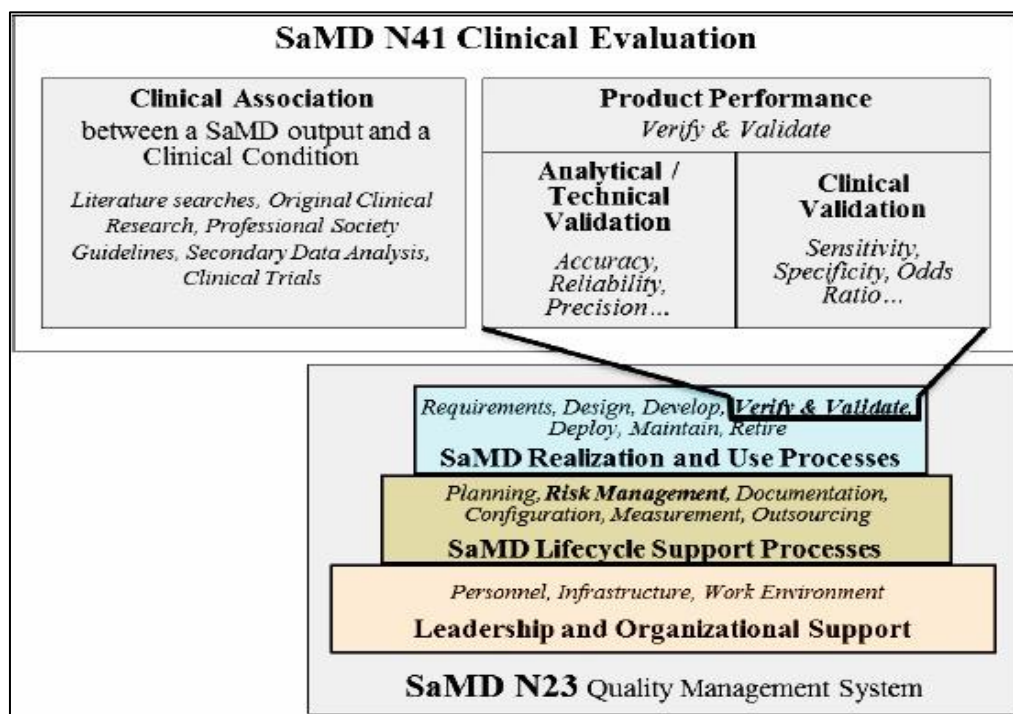 SaMD N41 Clinical Evaluation
Clinical Association
between a SaMD output and a
Clinical Condition
Literature searches, Original Clinical
Research, Professional Society
Guidelines, Secondary Data Analysis,
Clinical Trials
Product Performance
Verify & Validate
Analytical /
Technical
Validation
Accuracy,
Reliability,
Precision…
Clinical
Validation
Sensitivity,
Specificity, Odds
Ratio…
Requirements, Design, Develop, Verify & Validate,
Deploy, Maintain, Retire
SaMD Realization and Use Processes
Planning, Risk Management, Documentation,
Configuration, Measurement, Outsourcing
SaMD Lifecycle Support Processes
Personnel, Infrastructure, Work Environment
Leadership and Organizational Support
SaMD N23 Quality Management System